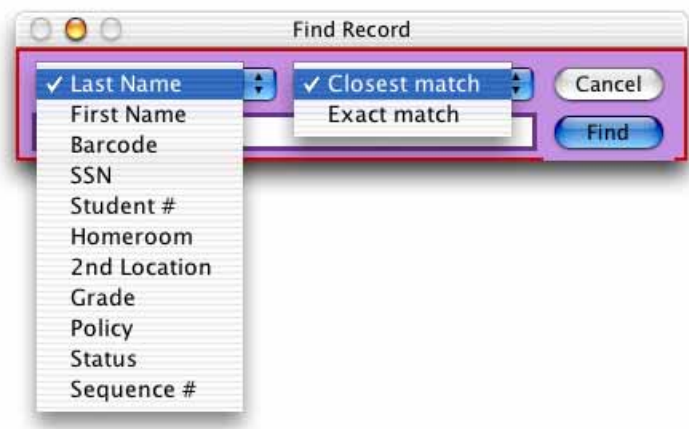 Find Record
✓ Last Name
First Name
Barcode
SSN
Student #
Homeroom
2nd Location
Grade
Policy
Status
Sequence #
✓ Closest match
Exact match
Cancel
Find